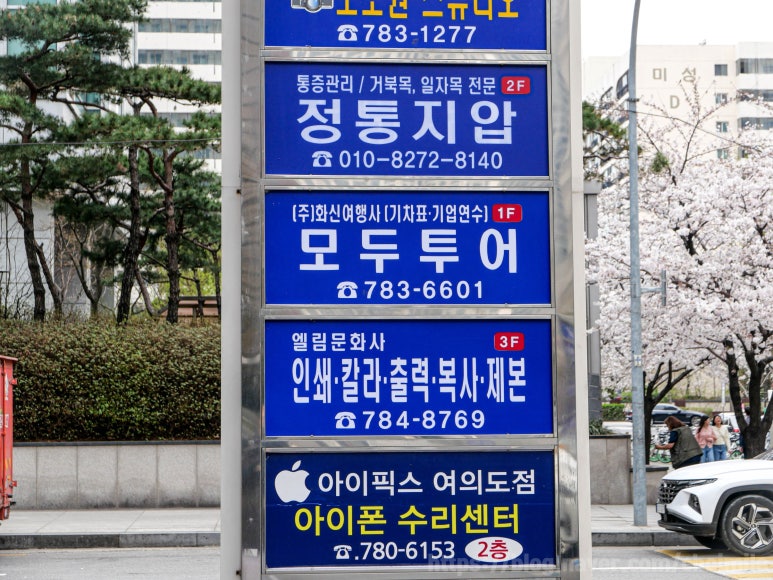 ☎783-1277
통증관리 / 거북목, 일자목 전문 2F
정통지압
☎010-8272-8140
(주)화신여행사(기차표·기업연수) 1F
모두투어
☎783-6601
엘림문화사 3F
인쇄·칼라·출력·복사·제본
☎784-8769
아이픽스 여의도점
아이폰 수리센터
☎.780-6153 2층
미성